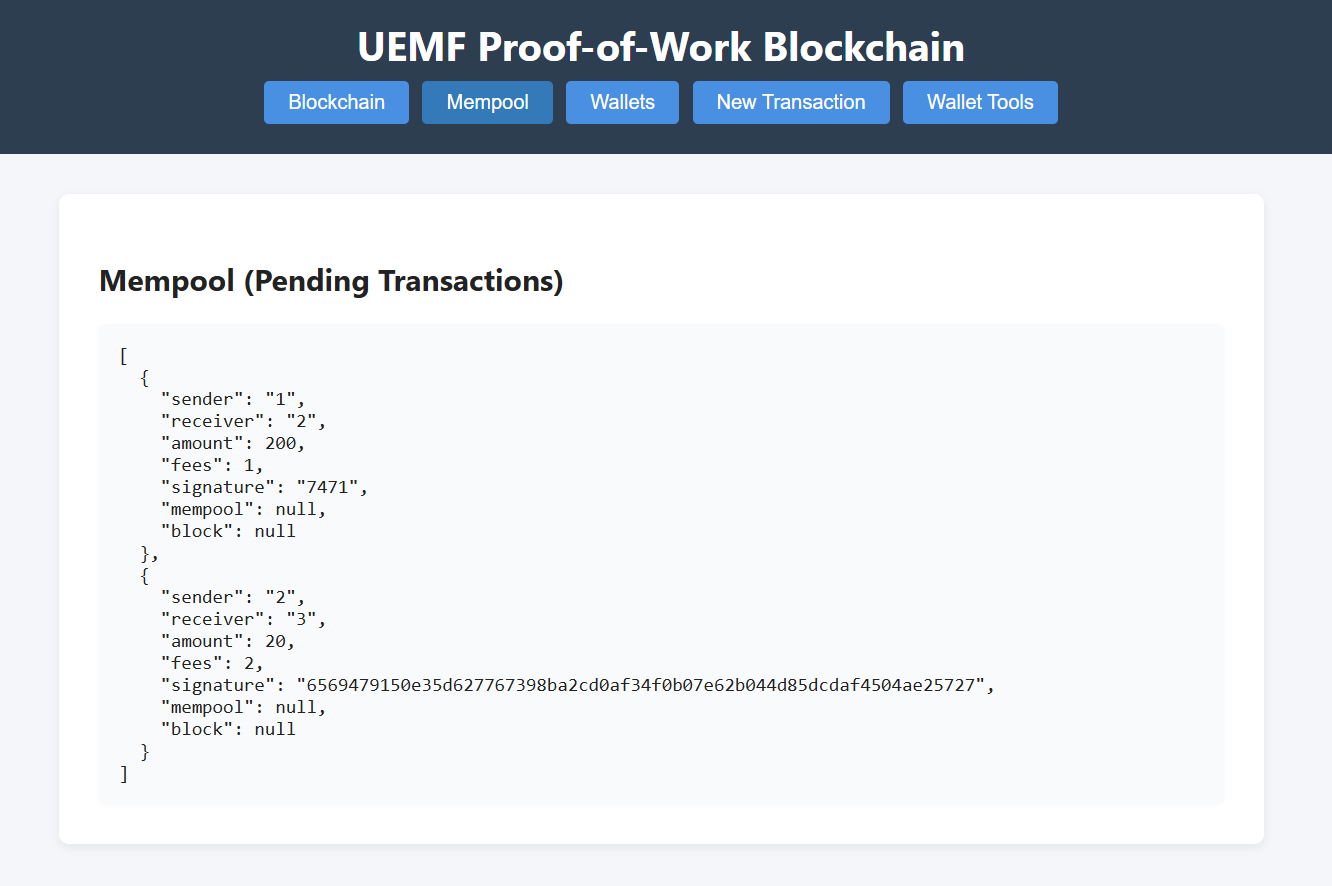 UEMF Proof-of-Work Blockchain
Blockchain Mempool Wallets New Transaction Wallet Tools
Mempool (Pending Transactions)
[
  {
    "sender": "1",
    "receiver": "2",
    "amount": 200,
    "fees": 1,
    "signature": "7471",
    "mempool": null,
    "block": null
  },
  {
    "sender": "2",
    "receiver": "3",
    "amount": 20,
    "fees": 2,
    "signature": "6569479150e35d627767398ba2cd0af34f0b07e62b044d85dcdaf4504ae25727",
    "mempool": null,
    "block": null
  }
]